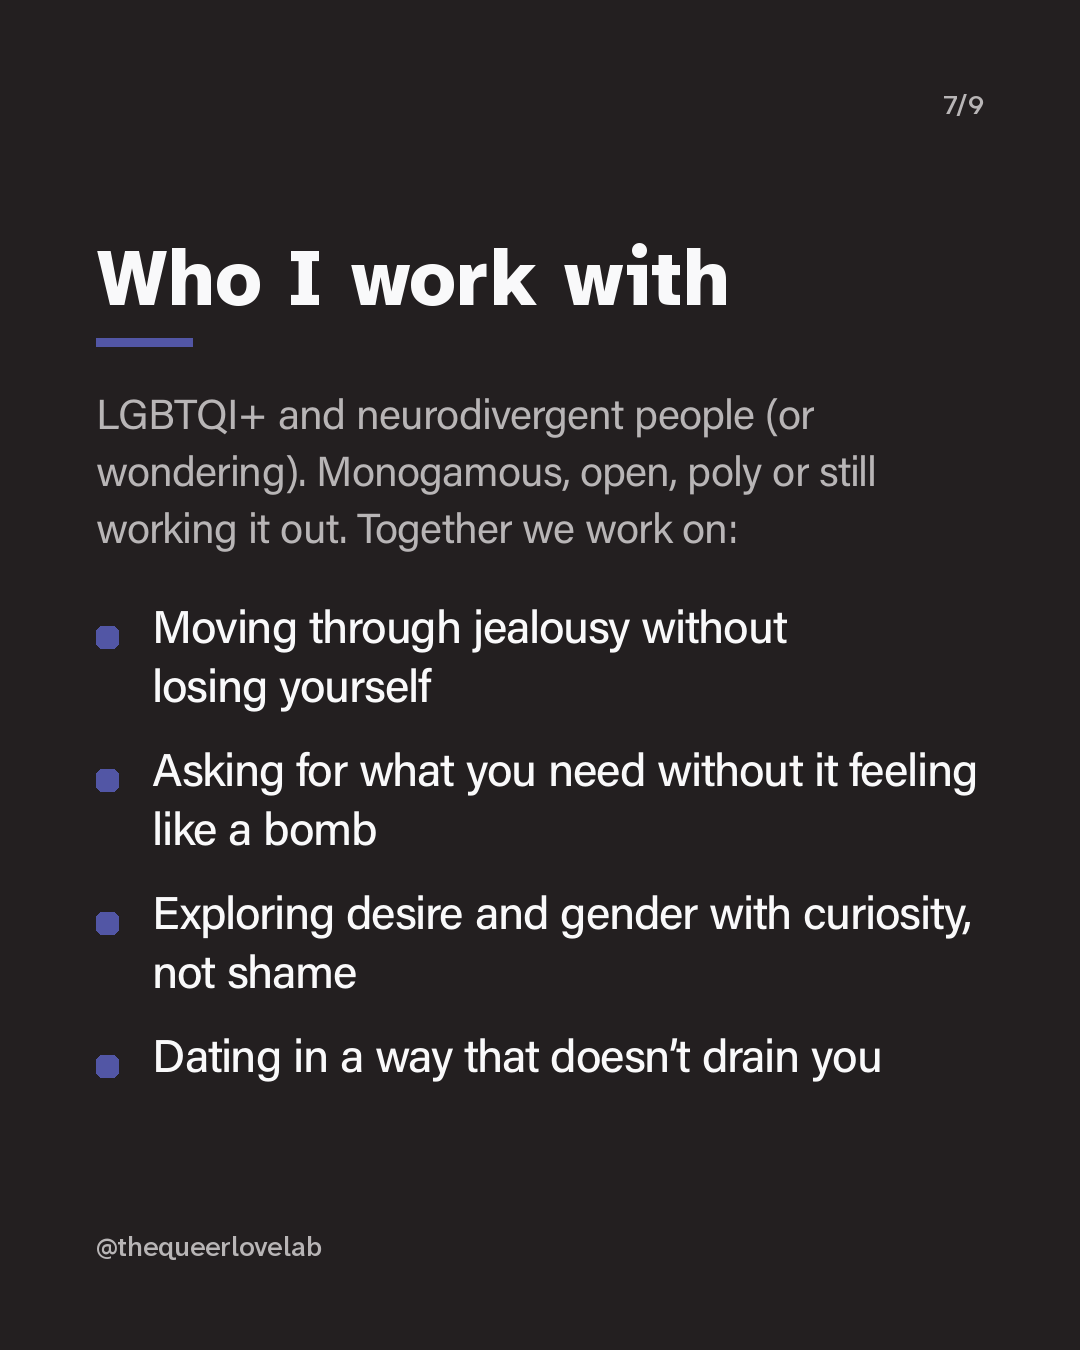 7/9
Who I work with
LGBTQI+ and neurodivergent people (or
wondering). Monogamous, open, poly or still
working it out. Together we work on:
Moving through jealousy without
losing yourself
Asking for what you need without it feeling
like a bomb
Exploring desire and gender with curiosity,
not shame
Dating in a way that doesn’t drain you
@thequeerlovelab